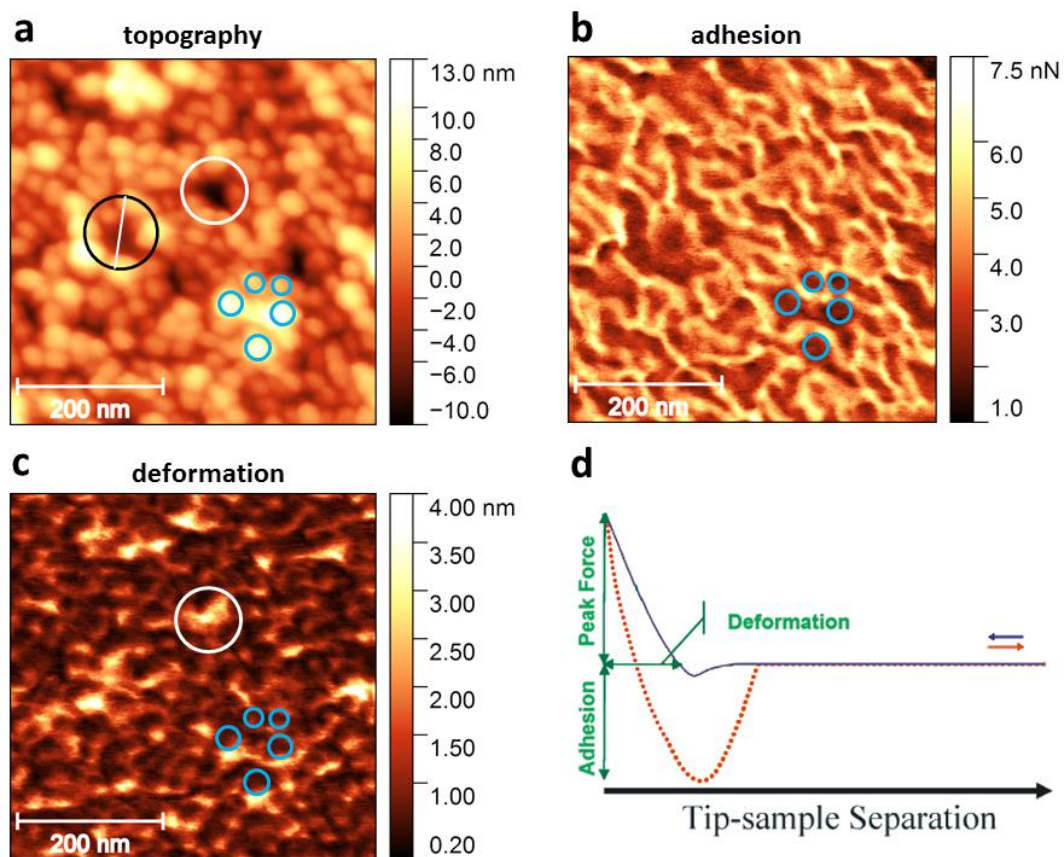 a
topography
13.0 nm
10.0
8.0
6.0
4.0
2.0
0.0
−2.0
−4.0
−6.0
−10.0
200 nm
b
adhesion
7.5 nN
6.0
5.0
4.0
3.0
1.0
200 nm
c
deformation
4.00 nm
3.50
3.00
2.50
2.00
1.50
1.00
0.20
200 nm
d
Peak Force
Adhesion
Deformation
Tip-sample Separation